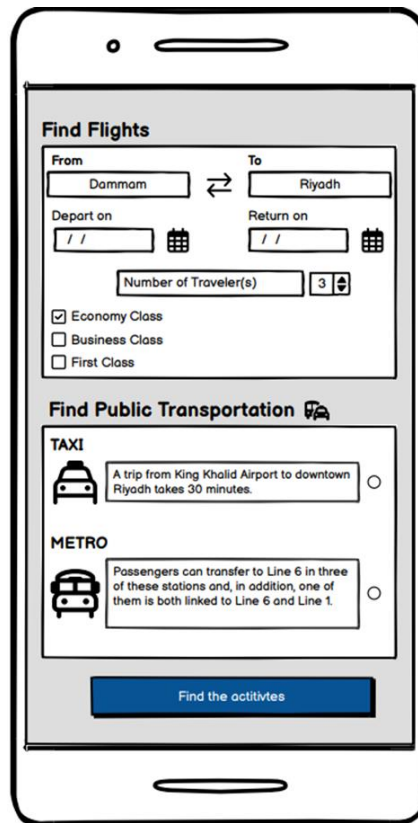 Find Flights
From To
Dammam Riyadh
Depart on Return on
/ / / /
Number of Traveler(s) 3
Economy Class
Business Class
First Class
Find Public Transportation
TAXI
A trip from King Khalid Airport to downtown
Riyadh takes 30 minutes.
METRO
Passengers can transfer to Line 6 in three
of these stations and, in addition, one of
them is both linked to Line 6 and Line 1.
Find the actitivtes